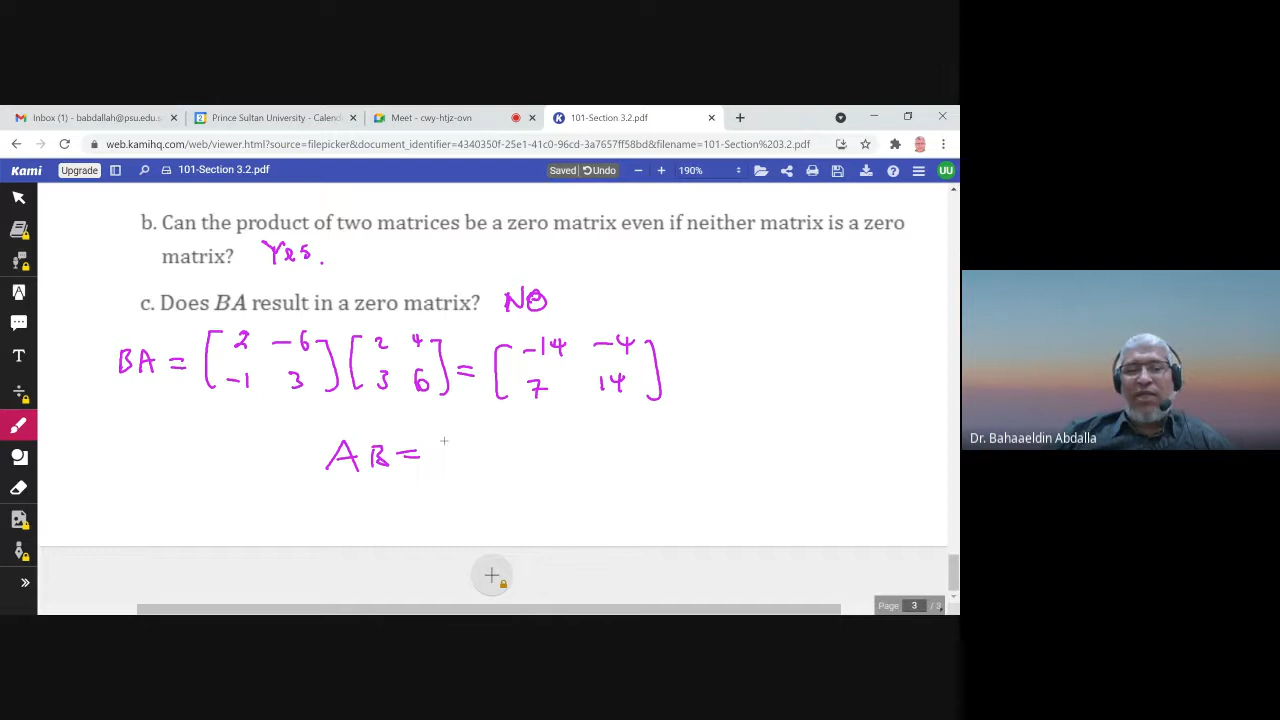 Inbox (1) - babdallah@psu.edu.s
Prince Sultan University - Calend
Meet - cwy-htjz-ovn
101-Section 3.2.pdf
web.kamihq.com/web/viewer.html?source=filepicker&document_identifier=4340350f-25e1-41c0-96cd-3a7657ff58bd&filename=101-Section%203.2.pdf
Kami Upgrade 101-Section 3.2.pdf Saved Undo 190% UU
b. Can the product of two matrices be a zero matrix even if neither matrix is a zero
matrix? Yes.
c. Does BA result in a zero matrix? NO
BA = [2 -6 [2 4 = [-14 -4
-1 3] 3 6] 7 14]
AB =
Dr. Bahaaeldin Abdalla
Page 3 / 3